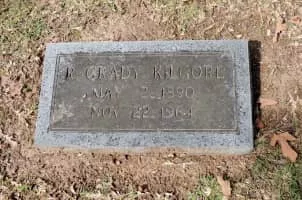 R GRADY KILGORE
MAY 2, 1890
NOV 22, 1964